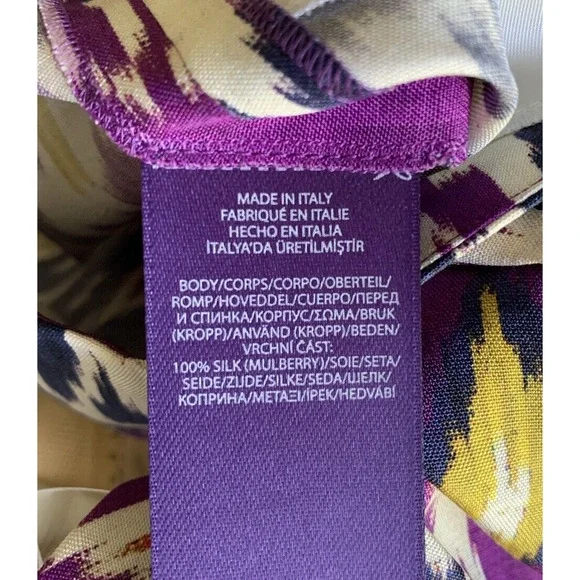 MADE IN ITALY
FABRIQUÉ EN ITALIE
HECHO EN ITALIA
İTALYA'DA ÜRETİLMİŞTİR
BODY/CORPS/CORPO/OBERTEIL/
ROMP/HOVEDDEL/CUERPO/ПЕРЕД
И СПИНКА/КОРПУС/ΣΩΜΑ/BRUK
(KROPP)/ANVÄND (KROPP)/BEDEN/
VRCHNÍ ČÁST:
100% SILK (MULBERRY)/SOIE/SETA/
SEIDE/ZIJDE/SILKE/SEDA/ШЕЛК/
КОПРИНА/ΜΕΤΑΞΙ/İPEK/HEDVÁBÍ